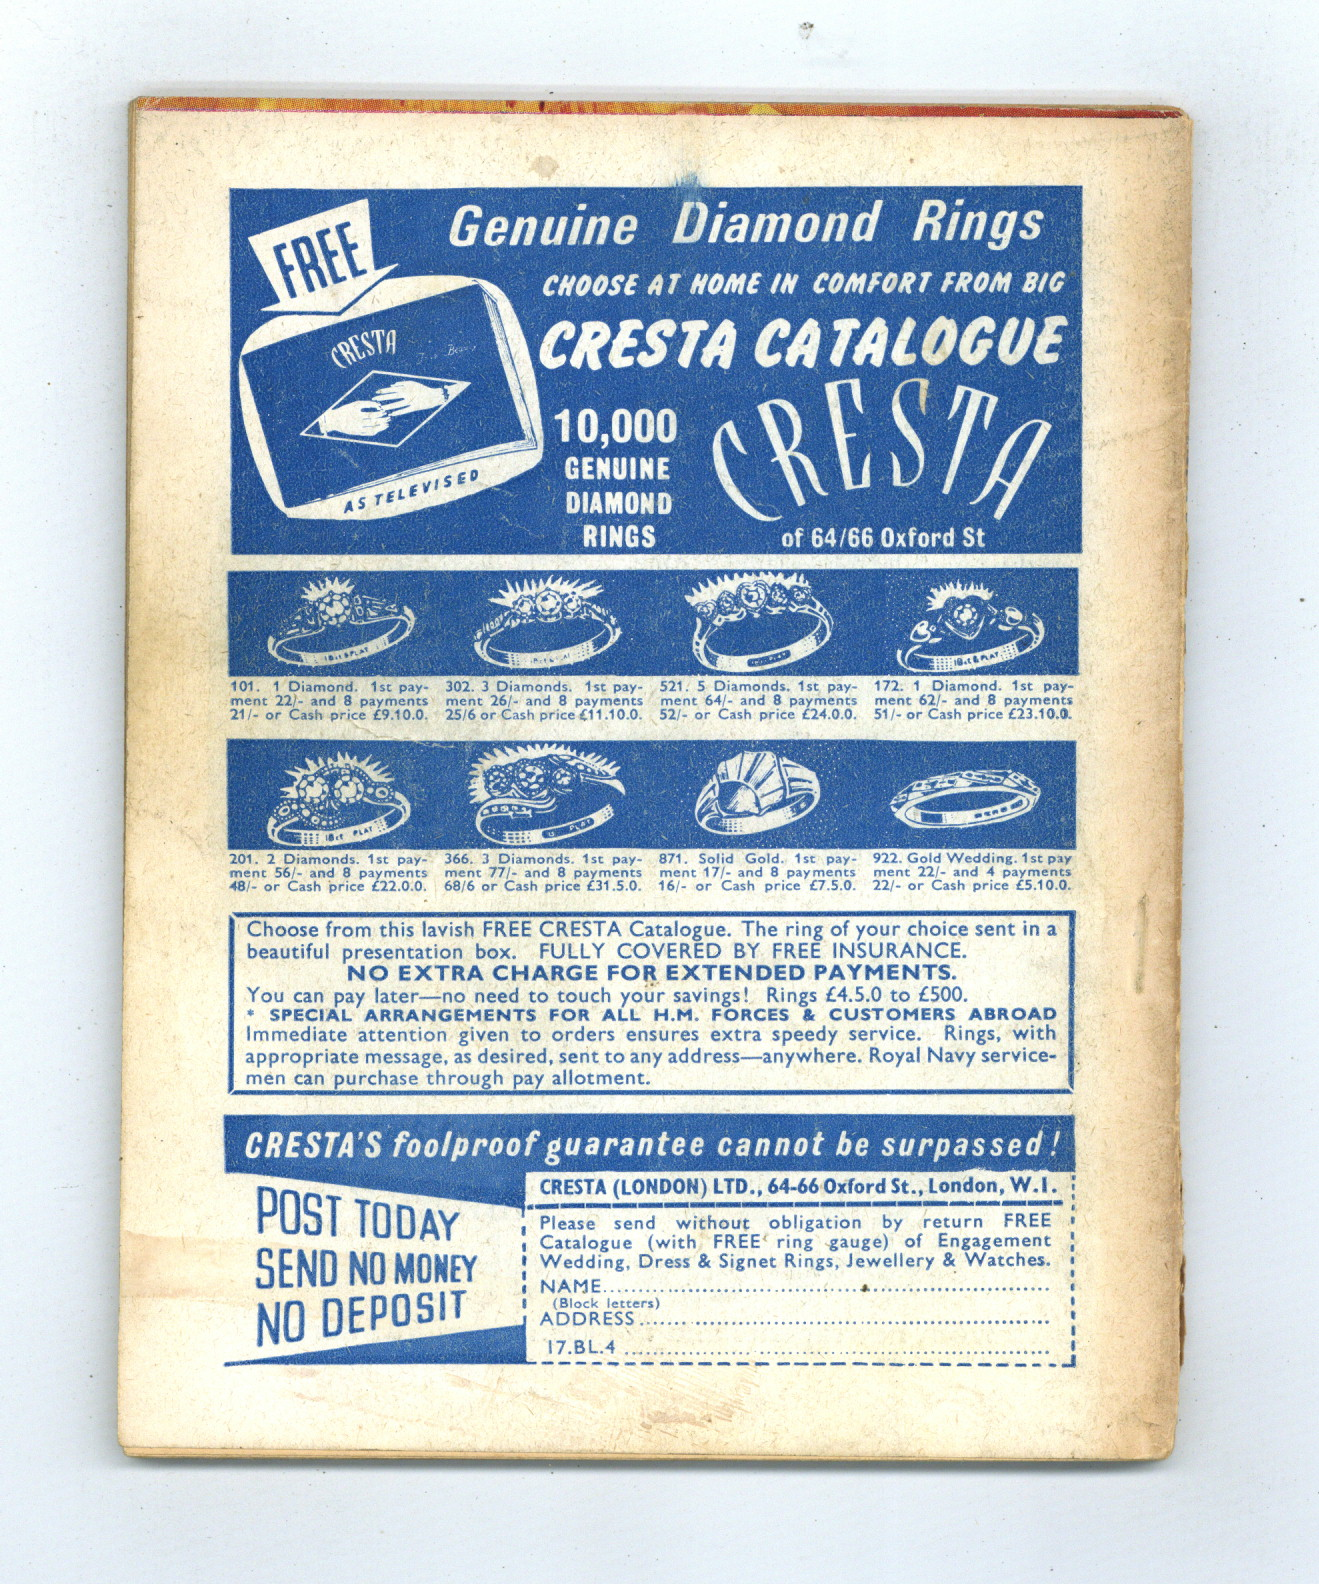 FREE
Genuine Diamond Rings
CHOOSE AT HOME IN COMFORT FROM BIG
CRESTA CATALOGUE
CRESTA
AS TELEVISED
10,000
GENUINE
DIAMOND
RINGS
CRESTA
of 64/66 Oxford St
18ct & PLAT
18ct & PLAT
101. 1 Diamond. 1st pay-
ment 22/- and 8 payments
21/- or Cash price £9.10.0.
302. 3 Diamonds. 1st pay-
ment 26/- and 8 payments
25/6 or Cash price £11.10.0.
521. 5 Diamonds. 1st pay-
ment 64/- and 8 payments
52/- or Cash price £24.0.0.
172. 1 Diamond. 1st pay-
ment 62/- and 8 payments
51/- or Cash price £23.10.0.
18ct PLAT
PLAT
201. 2 Diamonds. 1st pay-
ment 56/- and 8 payments
48/- or Cash price £22.0.0.
366. 3 Diamonds. 1st pay-
ment 77/- and 8 payments
68/6 or Cash price £31.5.0.
871. Solid Gold. 1st pay-
ment 17/- and 8 payments
16/- or Cash price £7.5.0.
922. Gold Wedding. 1st pay
ment 22/- and 4 payments
22/- or Cash price £5.10.0.
Choose from this lavish FREE CRESTA Catalogue. The ring of your choice sent in a
beautiful presentation box. FULLY COVERED BY FREE INSURANCE.
NO EXTRA CHARGE FOR EXTENDED PAYMENTS.
You can pay later—no need to touch your savings! Rings £4.5.0 to £500.
* SPECIAL ARRANGEMENTS FOR ALL H.M. FORCES & CUSTOMERS ABROAD
Immediate attention given to orders ensures extra speedy service. Rings, with
appropriate message, as desired, sent to any address—anywhere. Royal Navy service-
men can purchase through pay allotment.
CRESTA'S foolproof guarantee cannot be surpassed!
POST TODAY
SEND NO MONEY
NO DEPOSIT
CRESTA (LONDON) LTD., 64-66 Oxford St., London, W.1.
Please send without obligation by return FREE
Catalogue (with FREE ring gauge) of Engagement
Wedding, Dress & Signet Rings, Jewellery & Watches.
NAME
(Block letters)
ADDRESS
17.BL.4